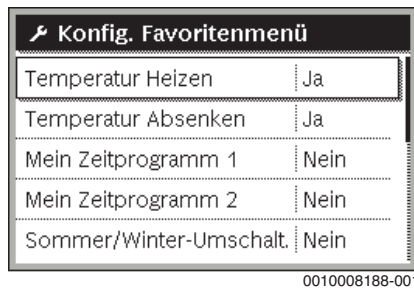 Konfig. Favoritenmenü
Temperatur Heizen Ja
Temperatur Absenken Ja
Mein Zeitprogramm 1 Nein
Mein Zeitprogramm 2 Nein
Sommer/Winter-Umschalt. Nein
0010008188-001